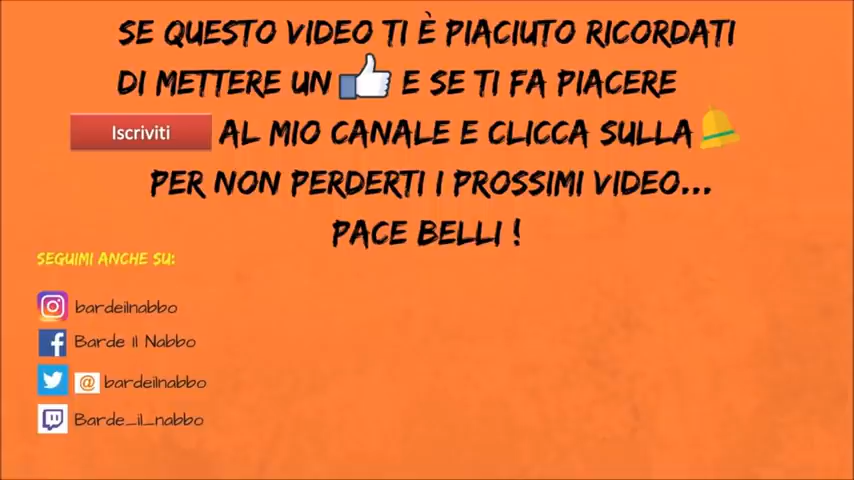 SE QUESTO VIDEO TI È PIACIUTO RICORDATI
DI METTERE UN E SE TI FA PIACERE
Iscriviti AL MIO CANALE E CLICCA SULLA
PER NON PERDERTI I PROSSIMI VIDEO...
PACE BELLI !
SEGUIMI ANCHE SU:
bardeilnabbo
Barde Il Nabbo
@ bardeilnabbo
Barde_il_nabbo